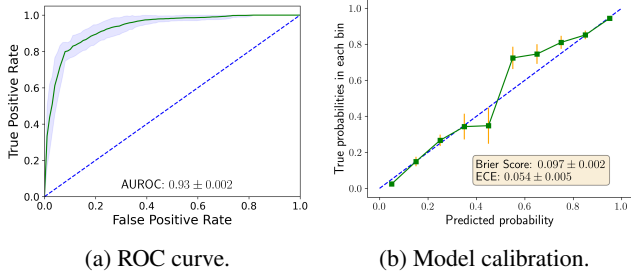 1.0
0.8
0.6
0.4
0.2
0.0
True Positive Rate
AUROC: 0.93 ± 0.002
0.0 0.2 0.4 0.6 0.8 1.0
False Positive Rate
(a) ROC curve.
1.0
0.8
0.6
0.4
0.2
0.0
True probabilities in each bin
Brier Score: 0.097 ± 0.002
ECE: 0.054 ± 0.005
0.0 0.2 0.4 0.6 0.8 1.0
Predicted probability
(b) Model calibration.